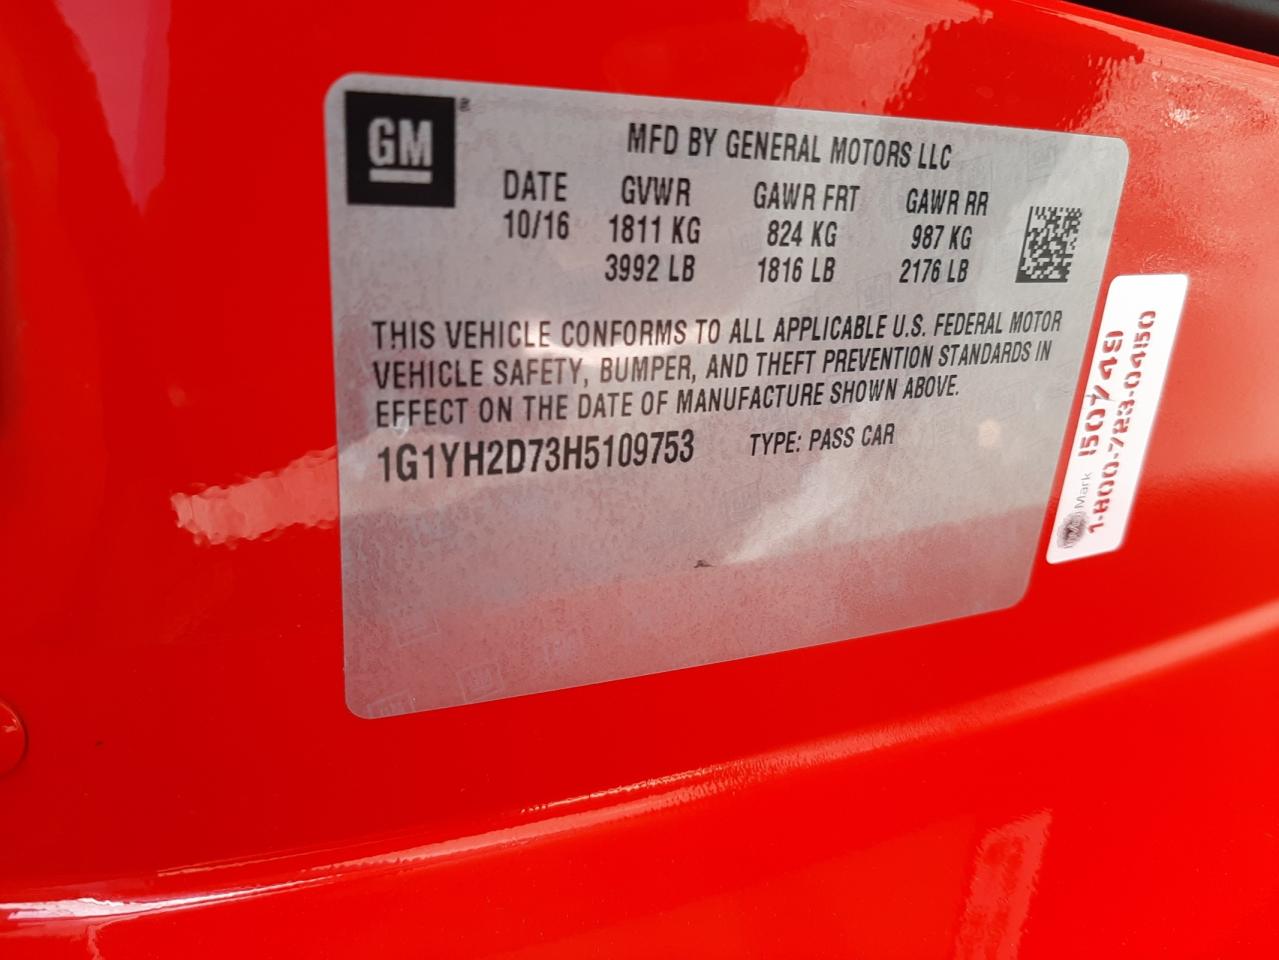 GM
MFD BY GENERAL MOTORS LLC
DATE GVWR GAWR FRT GAWR RR
10/16 1811 KG 824 KG 987 KG
3992 LB 1816 LB 2176 LB
THIS VEHICLE CONFORMS TO ALL APPLICABLE U.S. FEDERAL MOTOR
VEHICLE SAFETY, BUMPER, AND THEFT PREVENTION STANDARDS IN
EFFECT ON THE DATE OF MANUFACTURE SHOWN ABOVE.
1G1YH2D73H5109753 TYPE: PASS CAR
Mark
1-800-783-0450